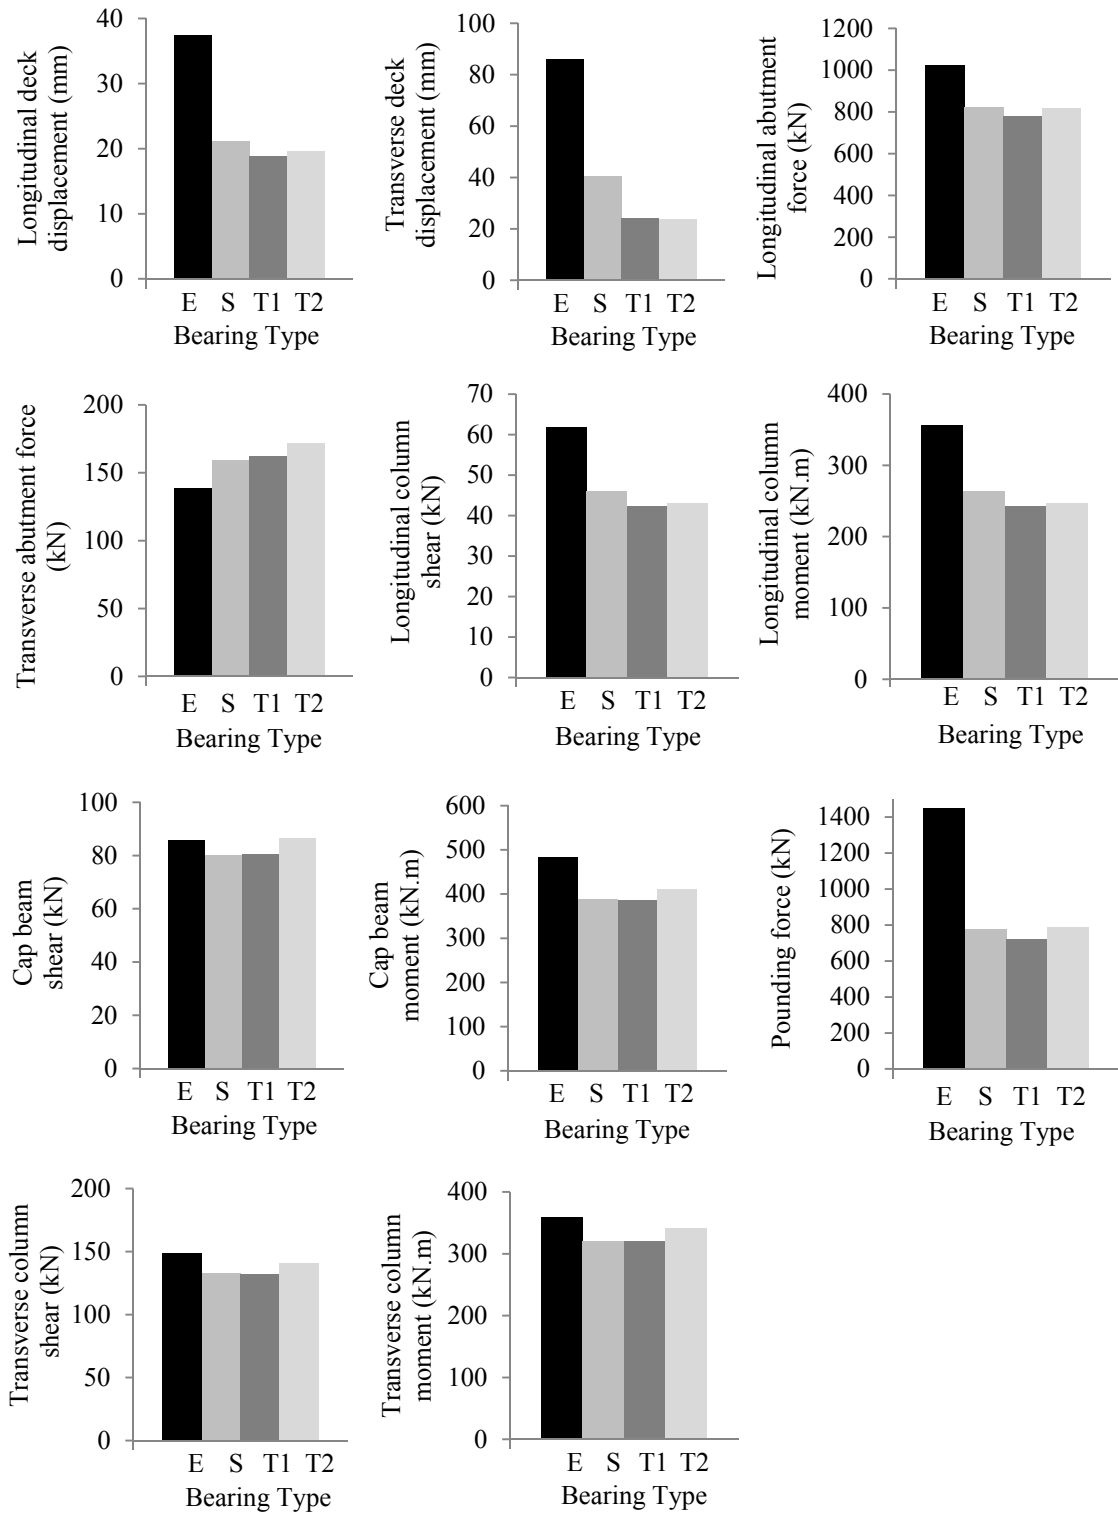 Longitudinal deck
displacement (mm)
40
30
20
10
0
E S T1 T2
Bearing Type
Transverse deck
displacement (mm)
100
80
60
40
20
0
E S T1 T2
Bearing Type
Longitudinal abutment
force (kN)
1200
1000
800
600
400
200
0
E S T1 T2
Bearing Type
Transverse abutment force
(kN)
200
150
100
50
0
E S T1 T2
Bearing Type
Longitudinal column
shear (kN)
70
60
50
40
30
20
10
0
E S T1 T2
Bearing Type
Longitudinal column
moment (kN.m)
400
300
200
100
0
E S T1 T2
Bearing Type
Cap beam
shear (kN)
100
80
60
40
20
0
E S T1 T2
Bearing Type
Cap beam
moment (kN.m)
600
500
400
300
200
100
0
E S T1 T2
Bearing Type
Pounding force (kN)
1400
1200
1000
800
600
400
200
0
E S T1 T2
Bearing Type
Transverse column
shear (kN)
200
150
100
50
0
E S T1 T2
Bearing Type
Transverse column
moment (kN.m)
400
300
200
100
0
E S T1 T2
Bearing Type